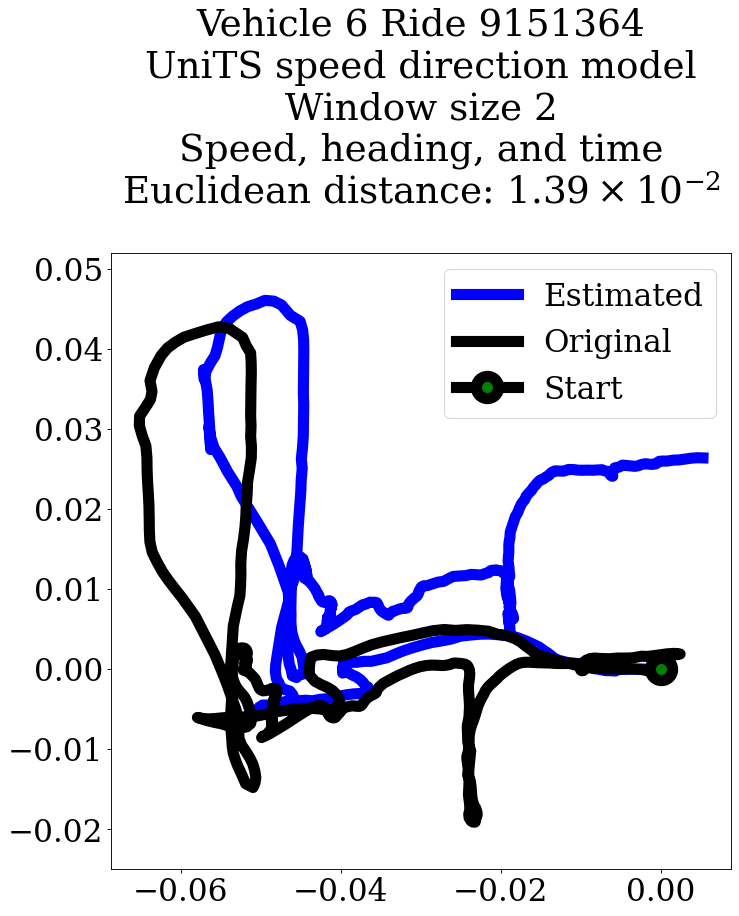 Vehicle 6 Ride 9151364
UniTS speed direction model
Window size 2
Speed, heading, and time
Euclidean distance: 1.39 × 10⁻²
0.05
0.04
0.03
0.02
0.01
0.00
−0.01
−0.02
Estimated
Original
Start
−0.06 −0.04 −0.02 0.00